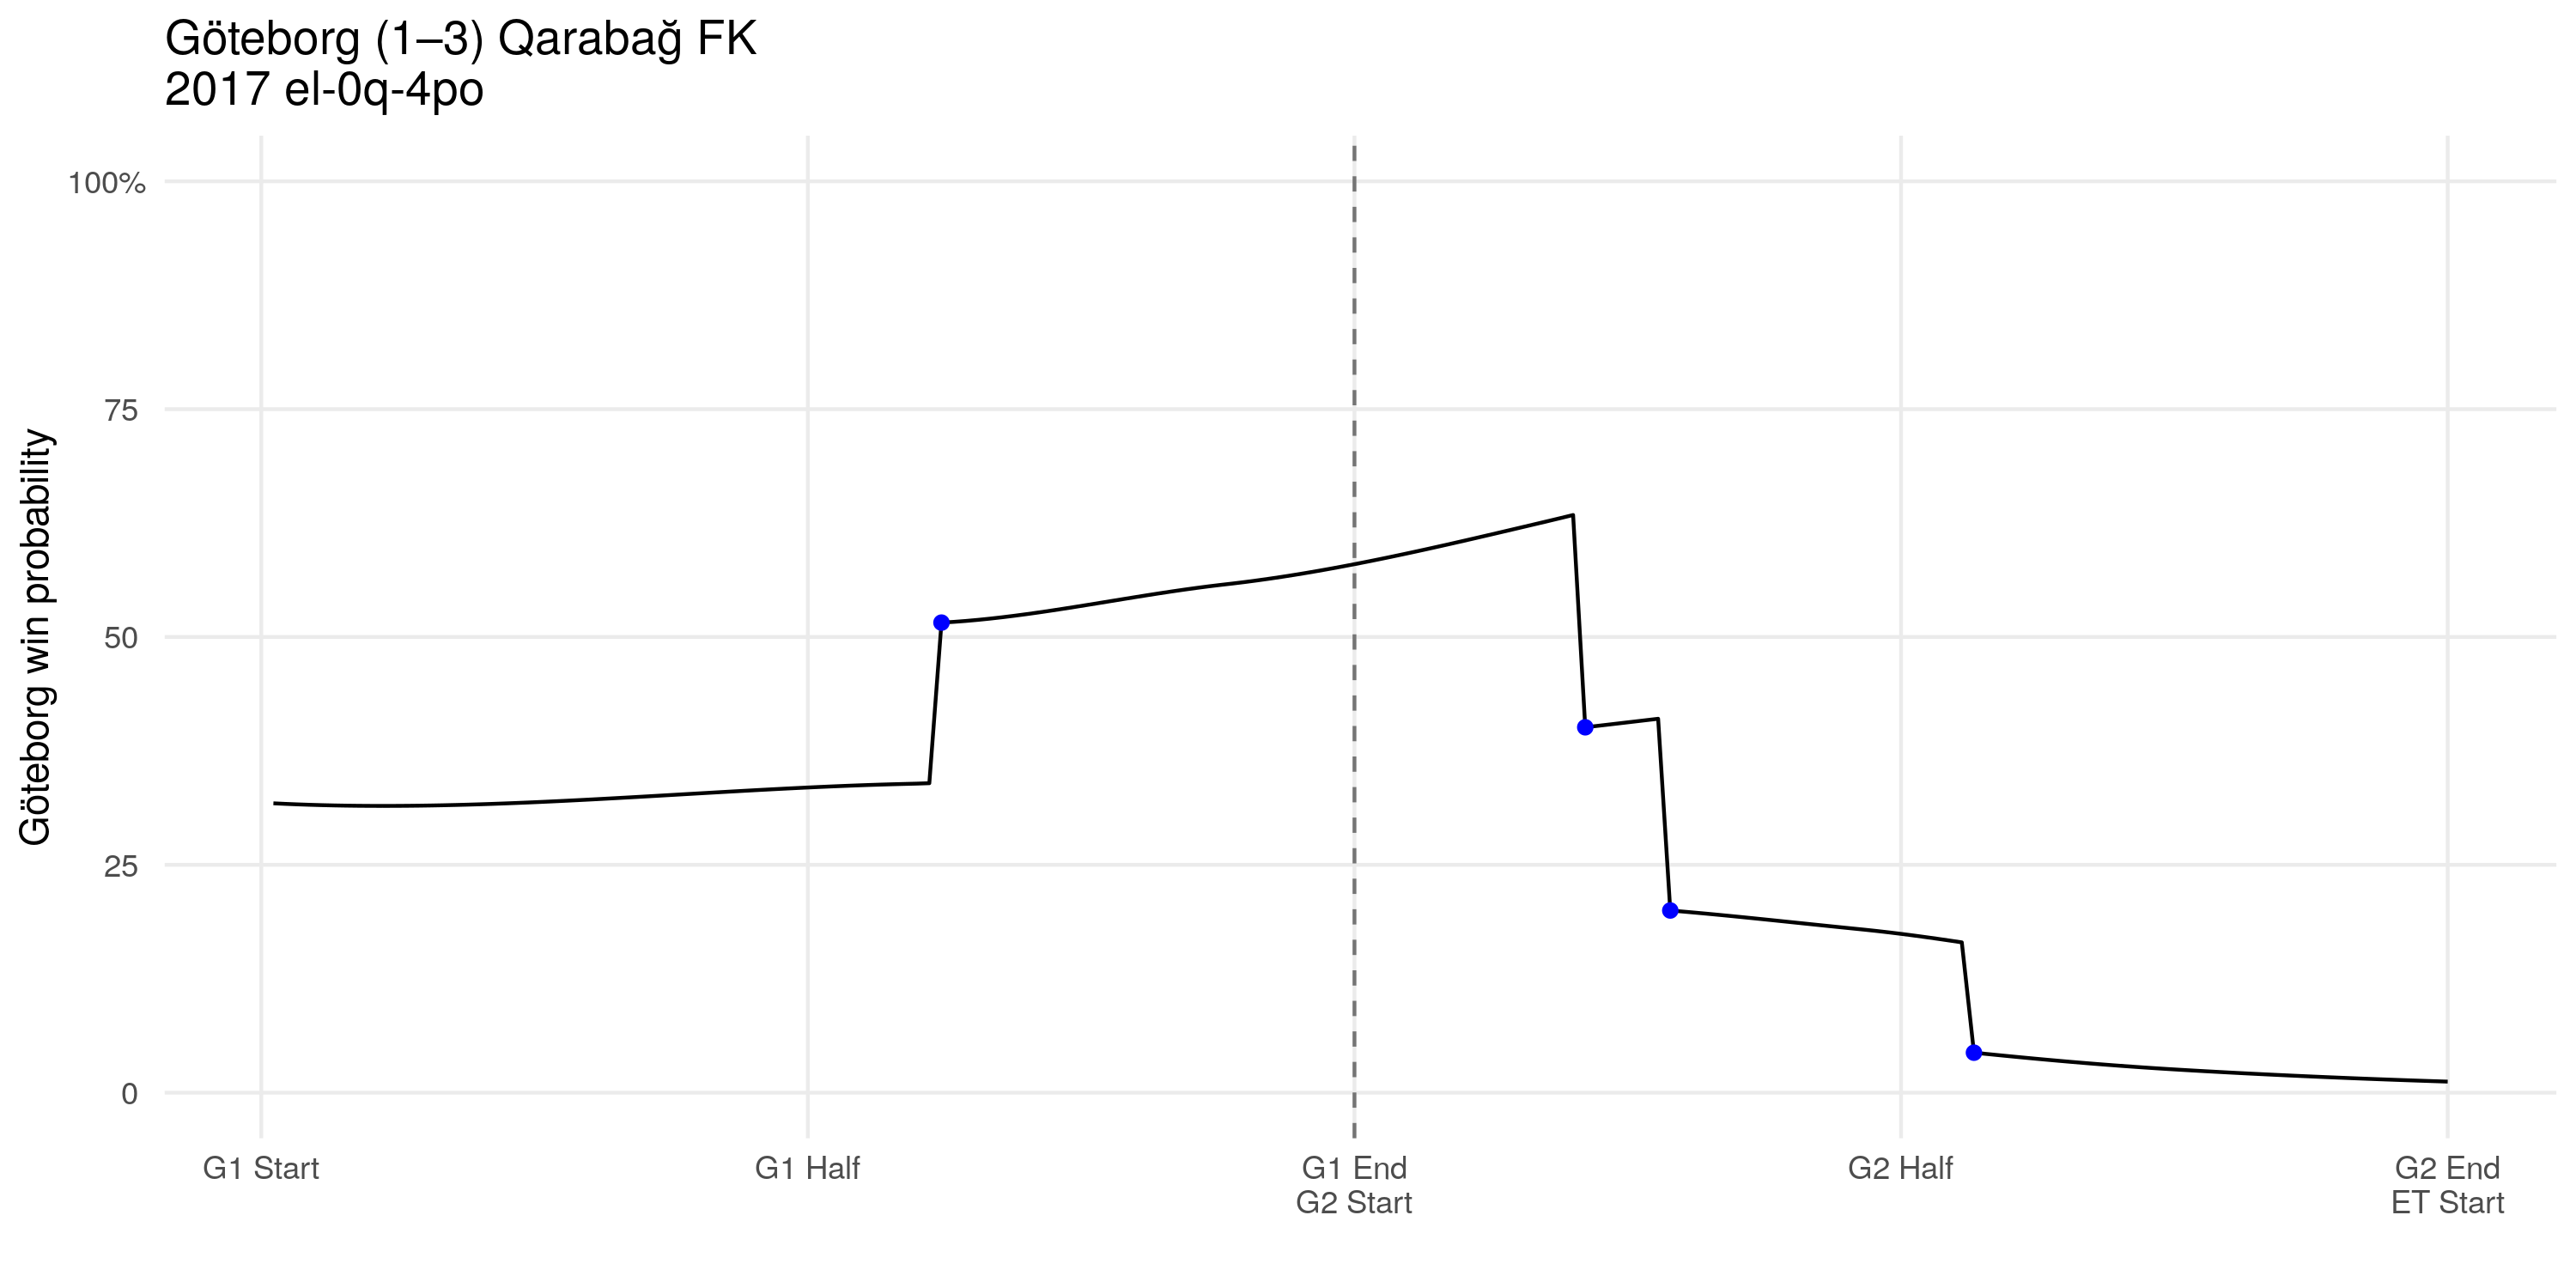 Göteborg (1–3) Qarabağ FK
2017 el-0q-4po
Göteborg win probability
100%
75
50
25
0
G1 Start
G1 Half
G1 End
G2 Start
G2 Half
G2 End
ET Start